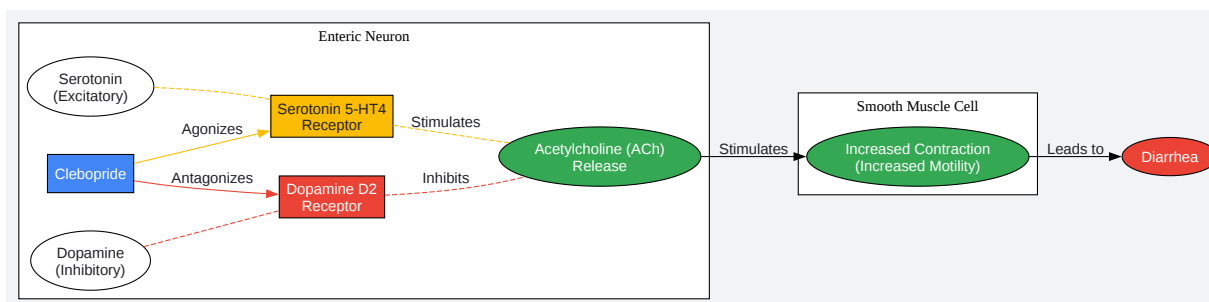 Enteric Neuron
Serotonin
(Excitatory)
Serotonin 5-HT4
Receptor
Agonizes
Stimulates
Clebopride
Antagonizes
Dopamine D2
Receptor
Inhibits
Dopamine
(Inhibitory)
Acetylcholine (ACh)
Release
Stimulates
Smooth Muscle Cell
Increased Contraction
(Increased Motility)
Leads to
Diarrhea